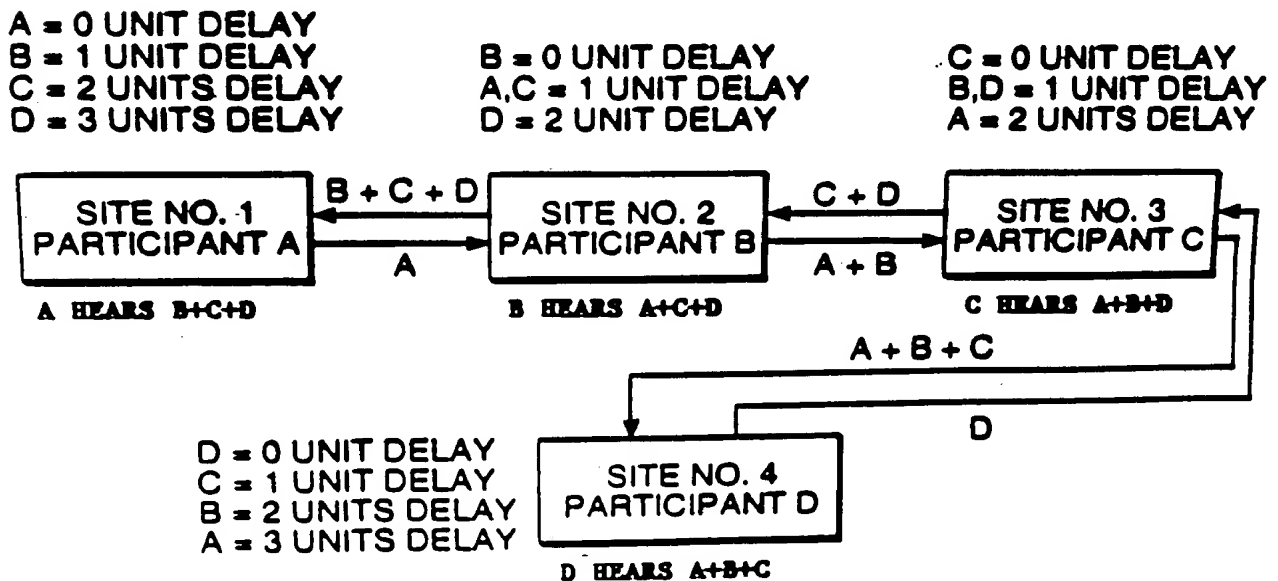 A = 0 UNIT DELAY
B = 1 UNIT DELAY
C = 2 UNITS DELAY
D = 3 UNITS DELAY
B = 0 UNIT DELAY
A,C = 1 UNIT DELAY
D = 2 UNIT DELAY
C = 0 UNIT DELAY
B,D = 1 UNIT DELAY
A = 2 UNITS DELAY
SITE NO. 1
PARTICIPANT A
B + C + D
A
SITE NO. 2
PARTICIPANT B
C + D
A + B
SITE NO. 3
PARTICIPANT C
A HEARS B+C+D
B HEARS A+C+D
C HEARS A+B+D
A + B + C
D
D = 0 UNIT DELAY
C = 1 UNIT DELAY
B = 2 UNITS DELAY
A = 3 UNITS DELAY
SITE NO. 4
PARTICIPANT D
D HEARS A+B+C